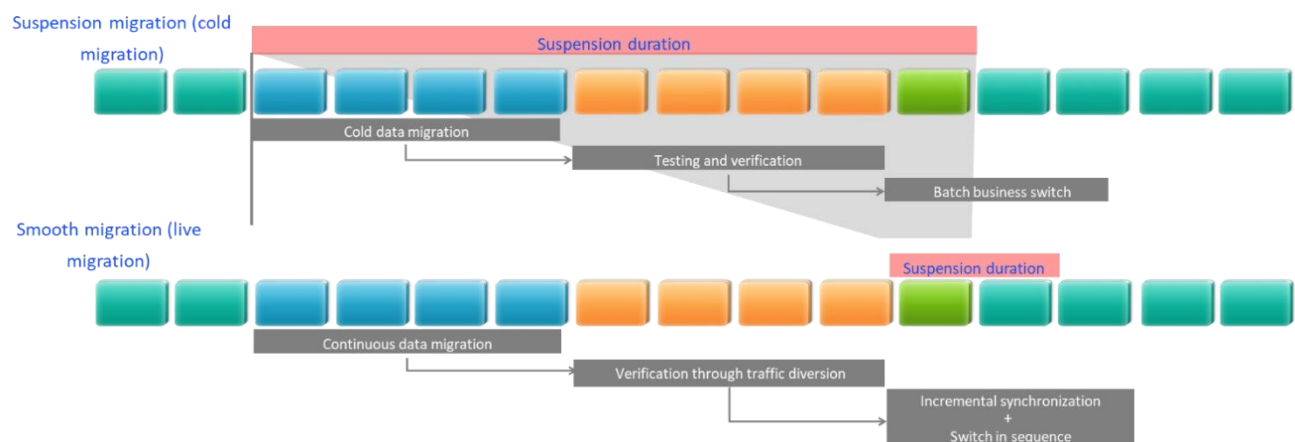 Suspension migration (cold
migration)
Suspension duration
Cold data migration
Testing and verification
Batch business switch
Smooth migration (live
migration)
Suspension duration
Continuous data migration
Verification through traffic diversion
Incremental synchronization
+
Switch in sequence